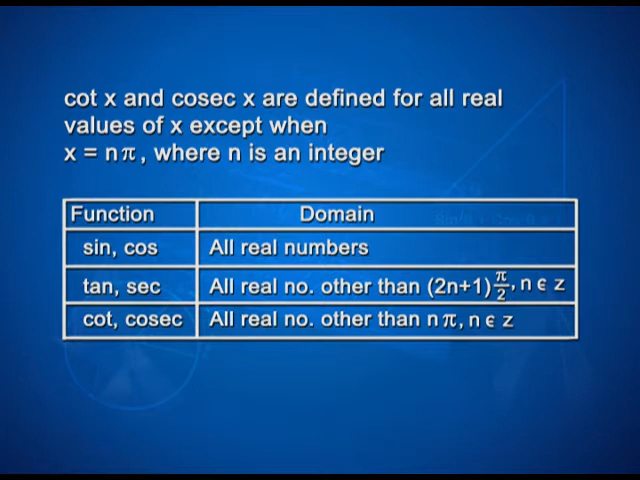 cot x and cosec x are defined for all real
values of x except when
x = nπ, where n is an integer
Function Domain
sin, cos All real numbers
tan, sec All real no. other than (2n+1)π/2, n ϵ z
cot, cosec All real no. other than nπ, n ϵ z